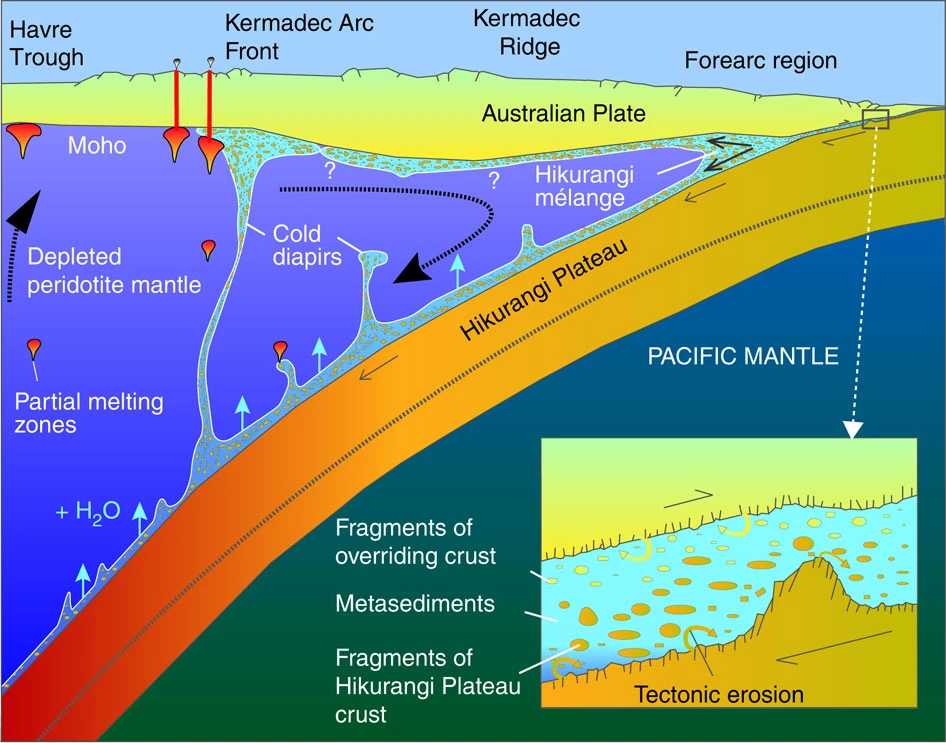 Havre
Trough
Kermadec Arc
Front
Kermadec
Ridge
Forearc region
Australian Plate
Moho
?
?
Hikurangi
mélange
Cold
diapirs
Depleted
peridotite mantle
Hikurangi Plateau
PACIFIC MANTLE
Partial melting
zones
+ H₂O
Fragments of
overriding crust
Metasediments
Fragments of
Hikurangi Plateau
crust
Tectonic erosion